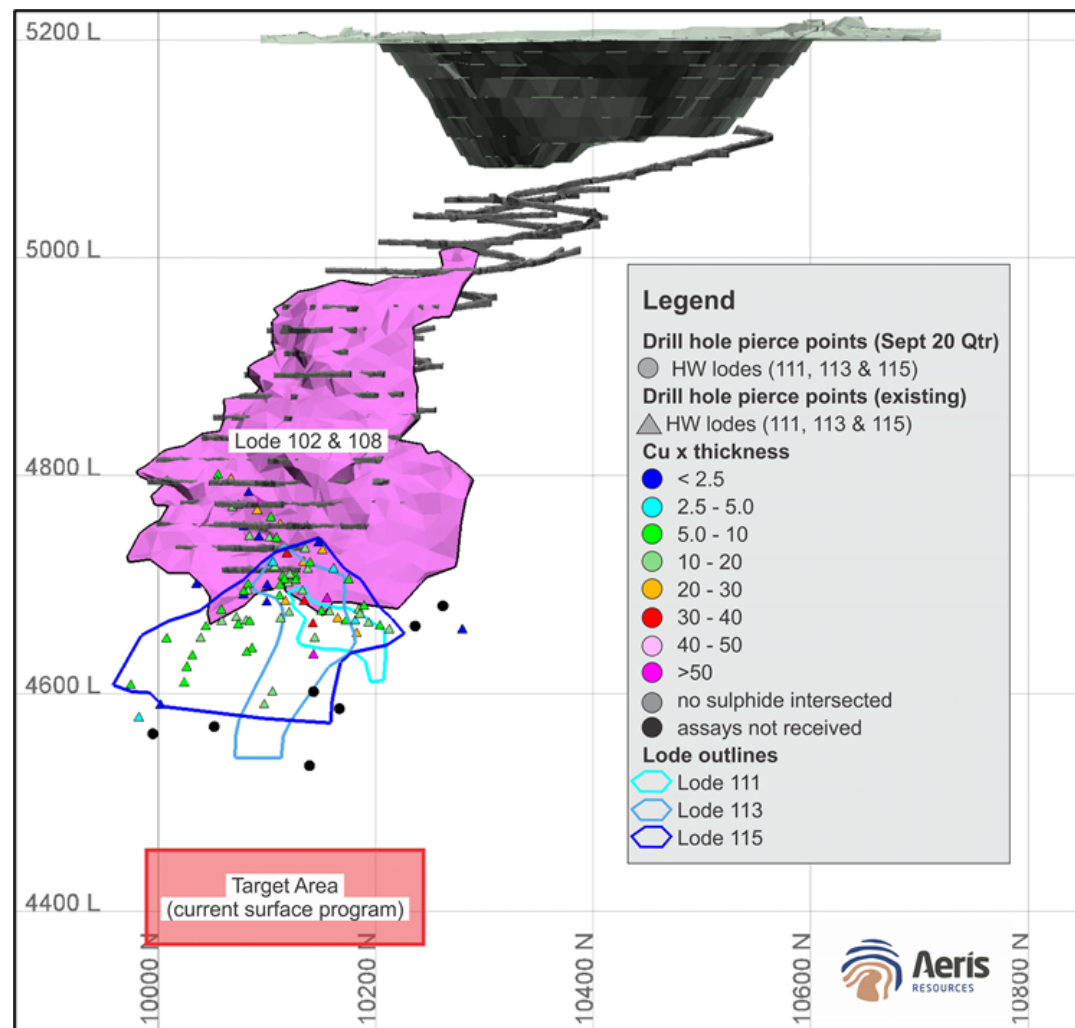 5200 L
5000 L
4800 L
4600 L
4400 L
Lode 102 & 108
Legend
Drill hole pierce points (Sept 20 Qtr)
HW lodes (111, 113 & 115)
Drill hole pierce points (existing)
HW lodes (111, 113 & 115)
Cu x thickness
< 2.5
2.5 - 5.0
5.0 - 10
10 - 20
20 - 30
30 - 40
40 - 50
>50
no sulphide intersected
assays not received
Lode outlines
Lode 111
Lode 113
Lode 115
Target Area
(current surface program)
10000 N
10200 N
10400 N
10600 N
10800 N
Aeris
RESOURCES